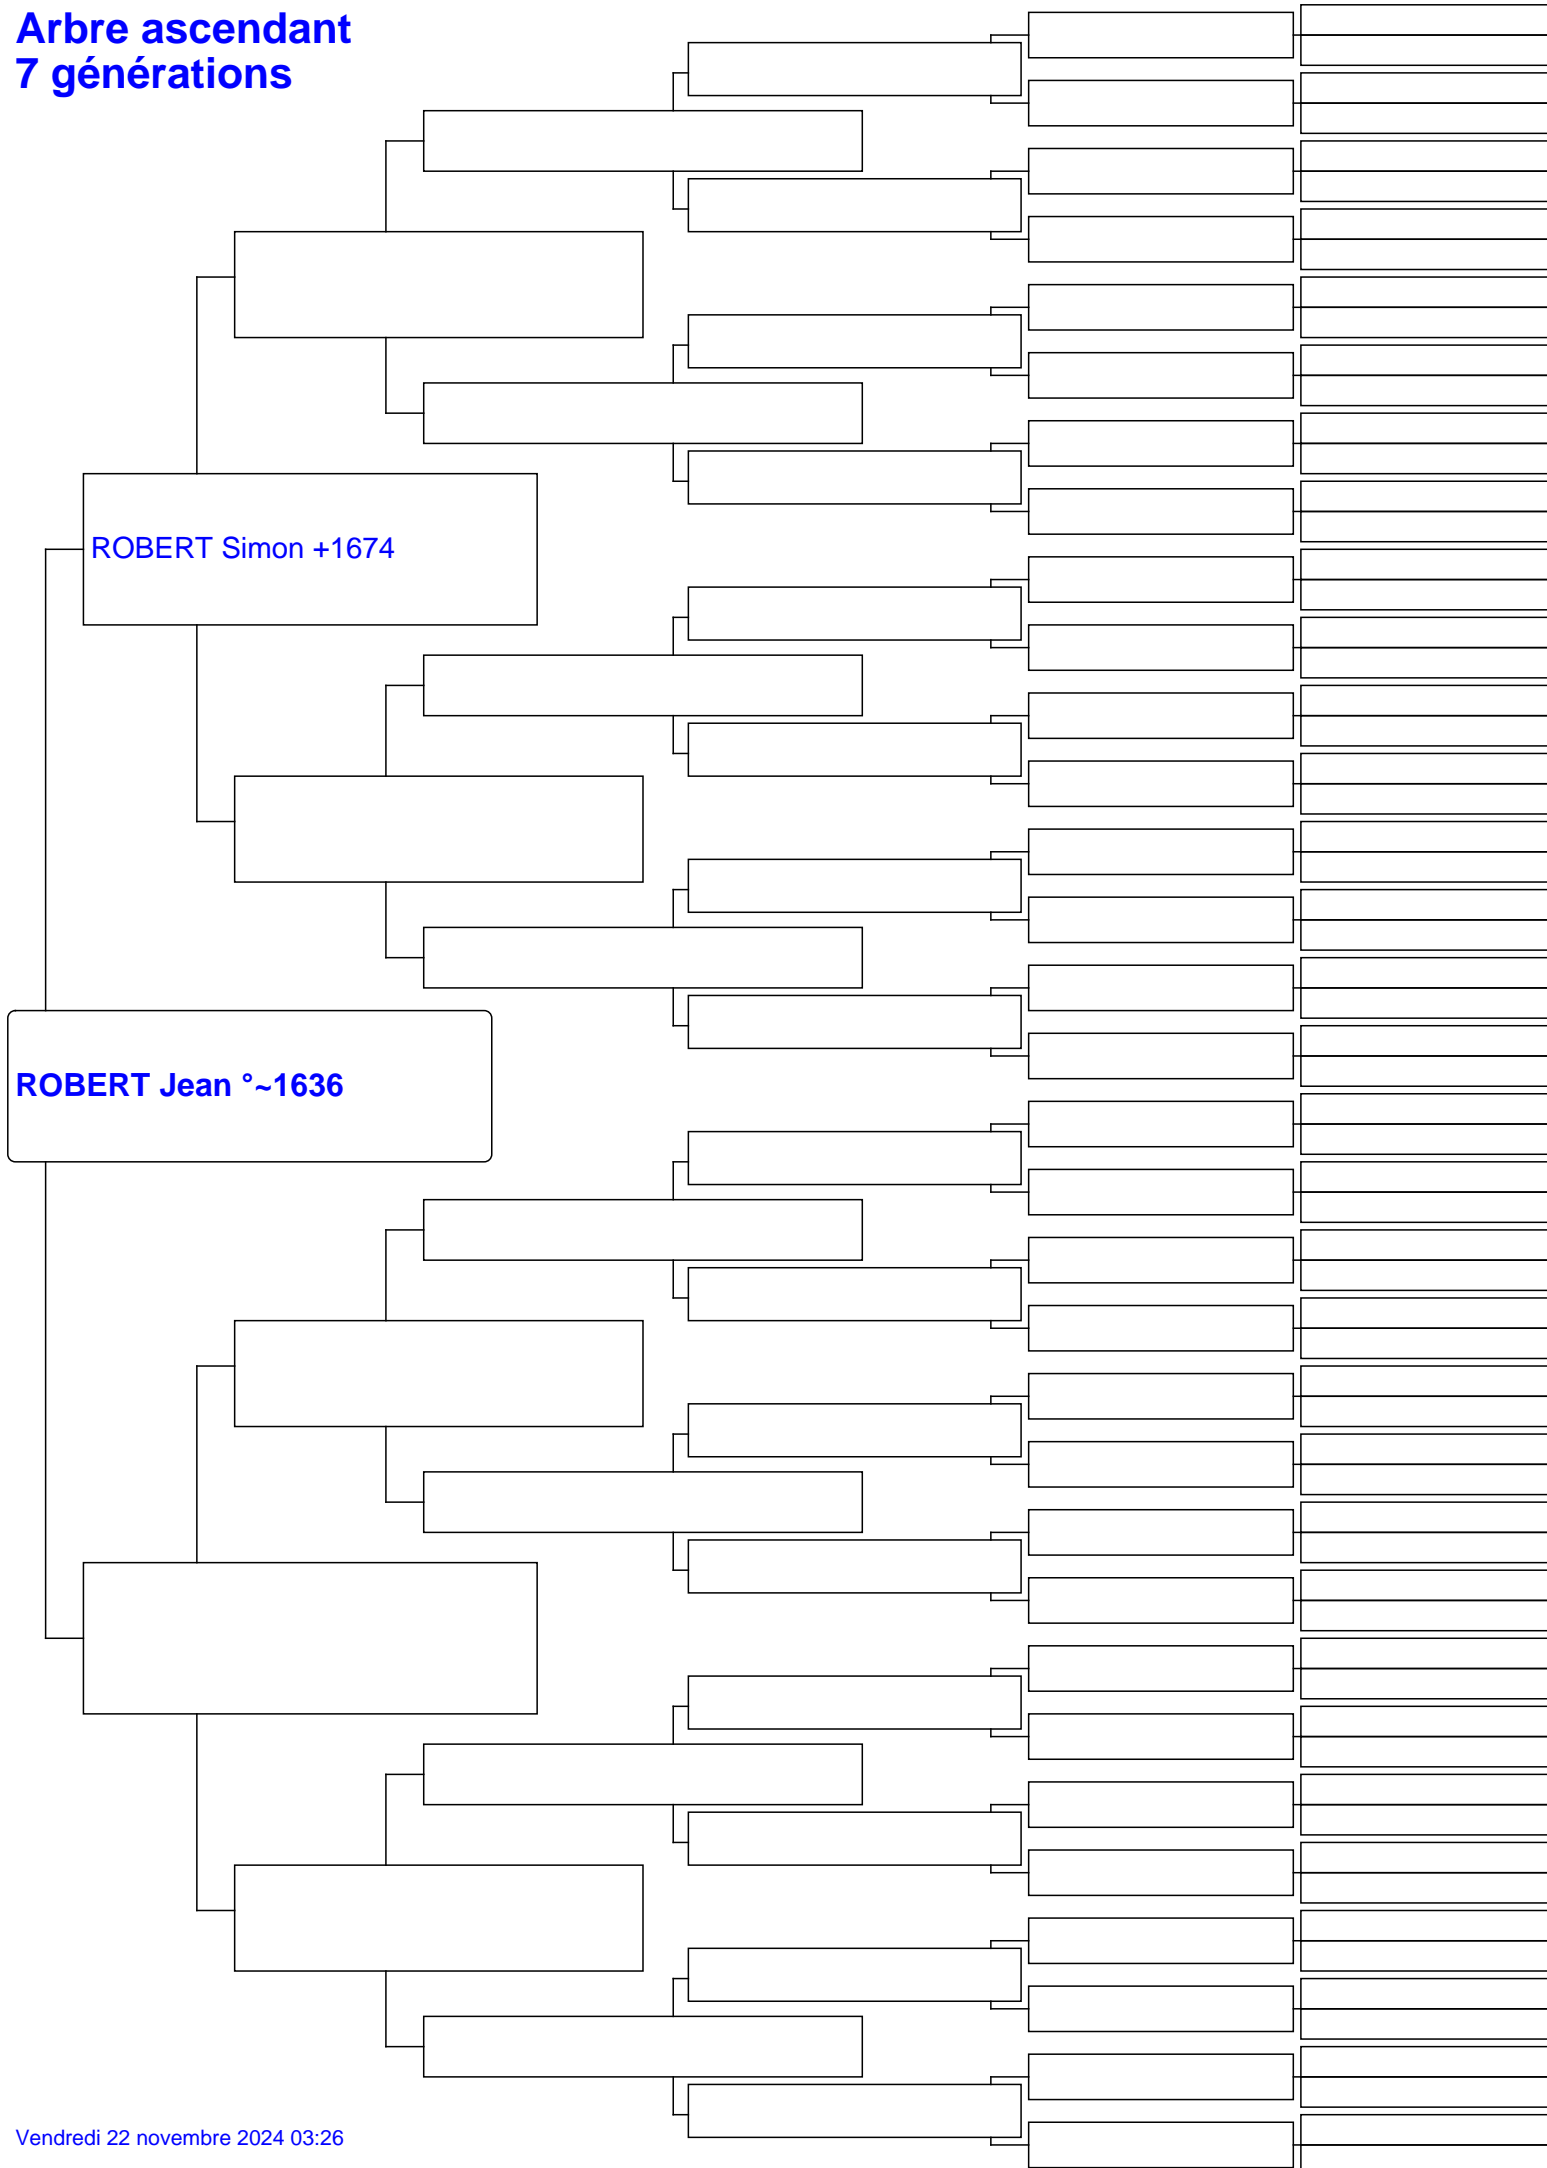 Arbre ascendant
7 générations
ROBERT Simon +1674
ROBERT Jean °~1636
Vendredi 22 novembre 2024 03:26